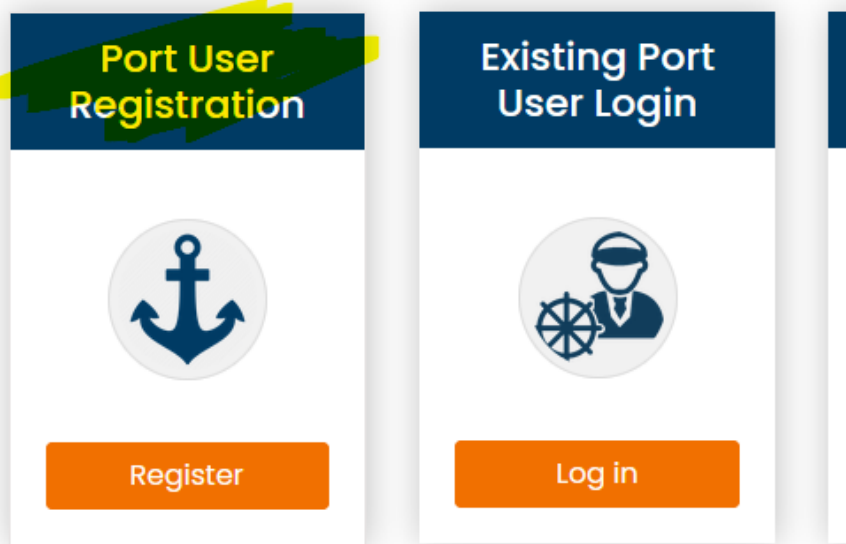 Port User
Registration
Register
Existing Port
User Login
Log in